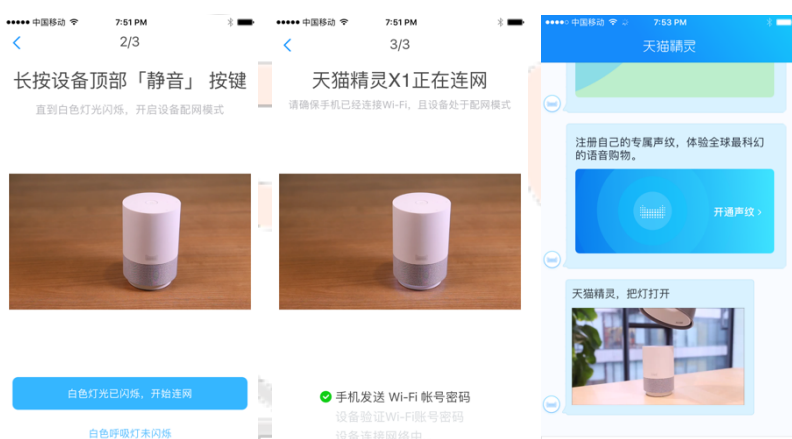 中国移动
7:51 PM
2/3
长按设备顶部「静音」 按键
直到白色灯光闪烁，开启设备配网模式
白色灯光已闪烁，开始连网
白色呼吸灯未闪烁
中国移动
7:51 PM
3/3
天猫精灵X1正在连网
请确保手机已经连接Wi-Fi，且设备处于配网模式
手机发送 Wi-Fi 帐号密码
设备验证Wi-Fi账号密码
设备连接网络中
中国移动
7:53 PM
天猫精灵
注册自己的专属声纹，体验全球最科幻
的语音购物。
开通声纹 >
天猫精灵，把灯打开